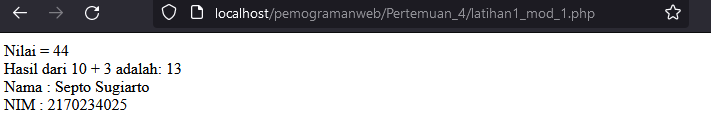 localhost/pemogramanweb/Pertemuan_4/latihan1_mod_1.php
Nilai = 44
Hasil dari 10 + 3 adalah: 13
Nama : Septo Sugiarto
NIM : 2170234025